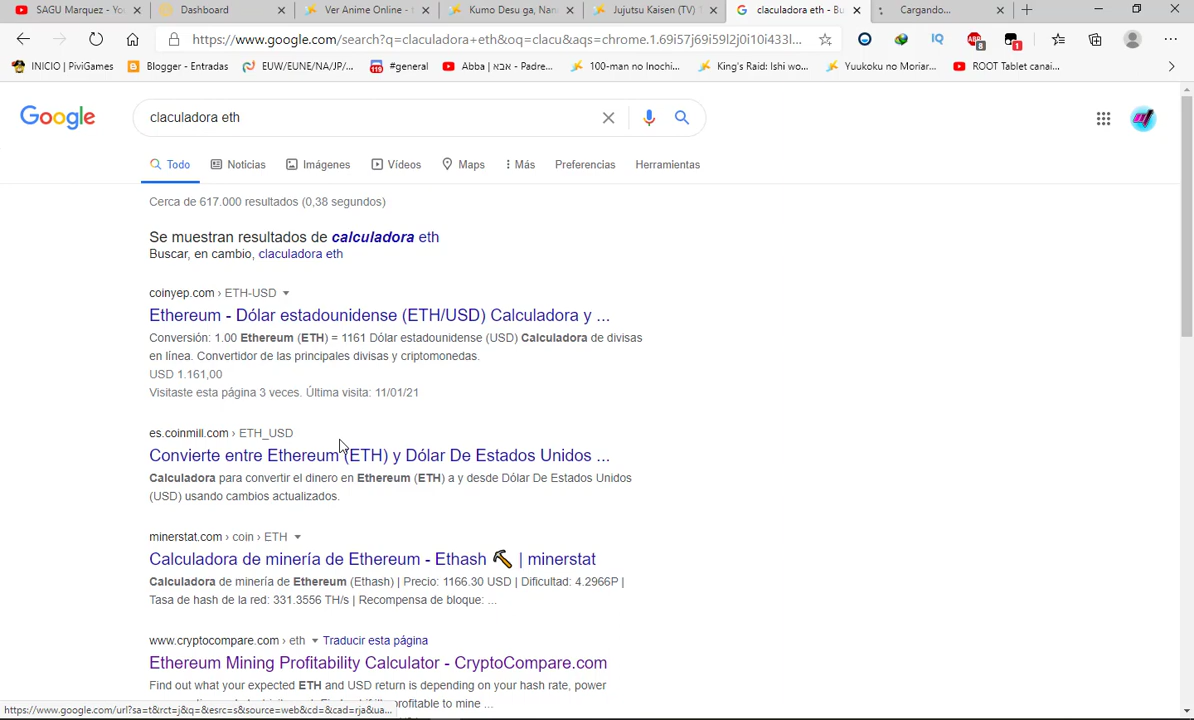 SAGU Marquez - Yo
Dashboard
Ver Anime Online -
Kumo Desu ga, Nan
Jujutsu Kaisen (TV)
claculadora eth - Bu
Cargando...
https://www.google.com/search?q=claculadora+eth&oq=clacu&aqs=chrome.1.69i57j69i59l2j0i10i433l...
IQ
ABP
8
1
INICIO | PiviGames
Blogger - Entradas
EUW/EUNE/NA/JP/...
119
#general
Abba | אבא - Padre...
100-man no Inochi...
King's Raid: Ishi wo...
Yuukoku no Moriar...
ROOT Tablet canai...
Google
claculadora eth
Todo
Noticias
Imágenes
Vídeos
Maps
Más
Preferencias
Herramientas
Cerca de 617.000 resultados (0,38 segundos)
Se muestran resultados de calculadora eth
Buscar, en cambio, claculadora eth
coinyep.com › ETH-USD
Ethereum - Dólar estadounidense (ETH/USD) Calculadora y ...
Conversión: 1.00 Ethereum (ETH) = 1161 Dólar estadounidense (USD) Calculadora de divisas
en línea. Convertidor de las principales divisas y criptomonedas.
USD 1.161,00
Visitaste esta página 3 veces. Última visita: 11/01/21
es.coinmill.com › ETH_USD
Convierte entre Ethereum (ETH) y Dólar De Estados Unidos ...
Calculadora para convertir el dinero en Ethereum (ETH) a y desde Dólar De Estados Unidos
(USD) usando cambios actualizados.
minerstat.com › coin › ETH
Calculadora de minería de Ethereum - Ethash ⛏ | minerstat
Calculadora de minería de Ethereum (Ethash) | Precio: 1166.30 USD | Dificultad: 4.2966P |
Tasa de hash de la red: 331.3556 TH/s | Recompensa de bloque: ...
www.cryptocompare.com › eth
Traducir esta página
Ethereum Mining Profitability Calculator - CryptoCompare.com
Find out what your expected ETH and USD return is depending on your hash rate, power
profitable to mine ...
https://www.google.com/url?sa=t&rct=j&q=&esrc=s&source=web&cd=&cad=rja&ua...